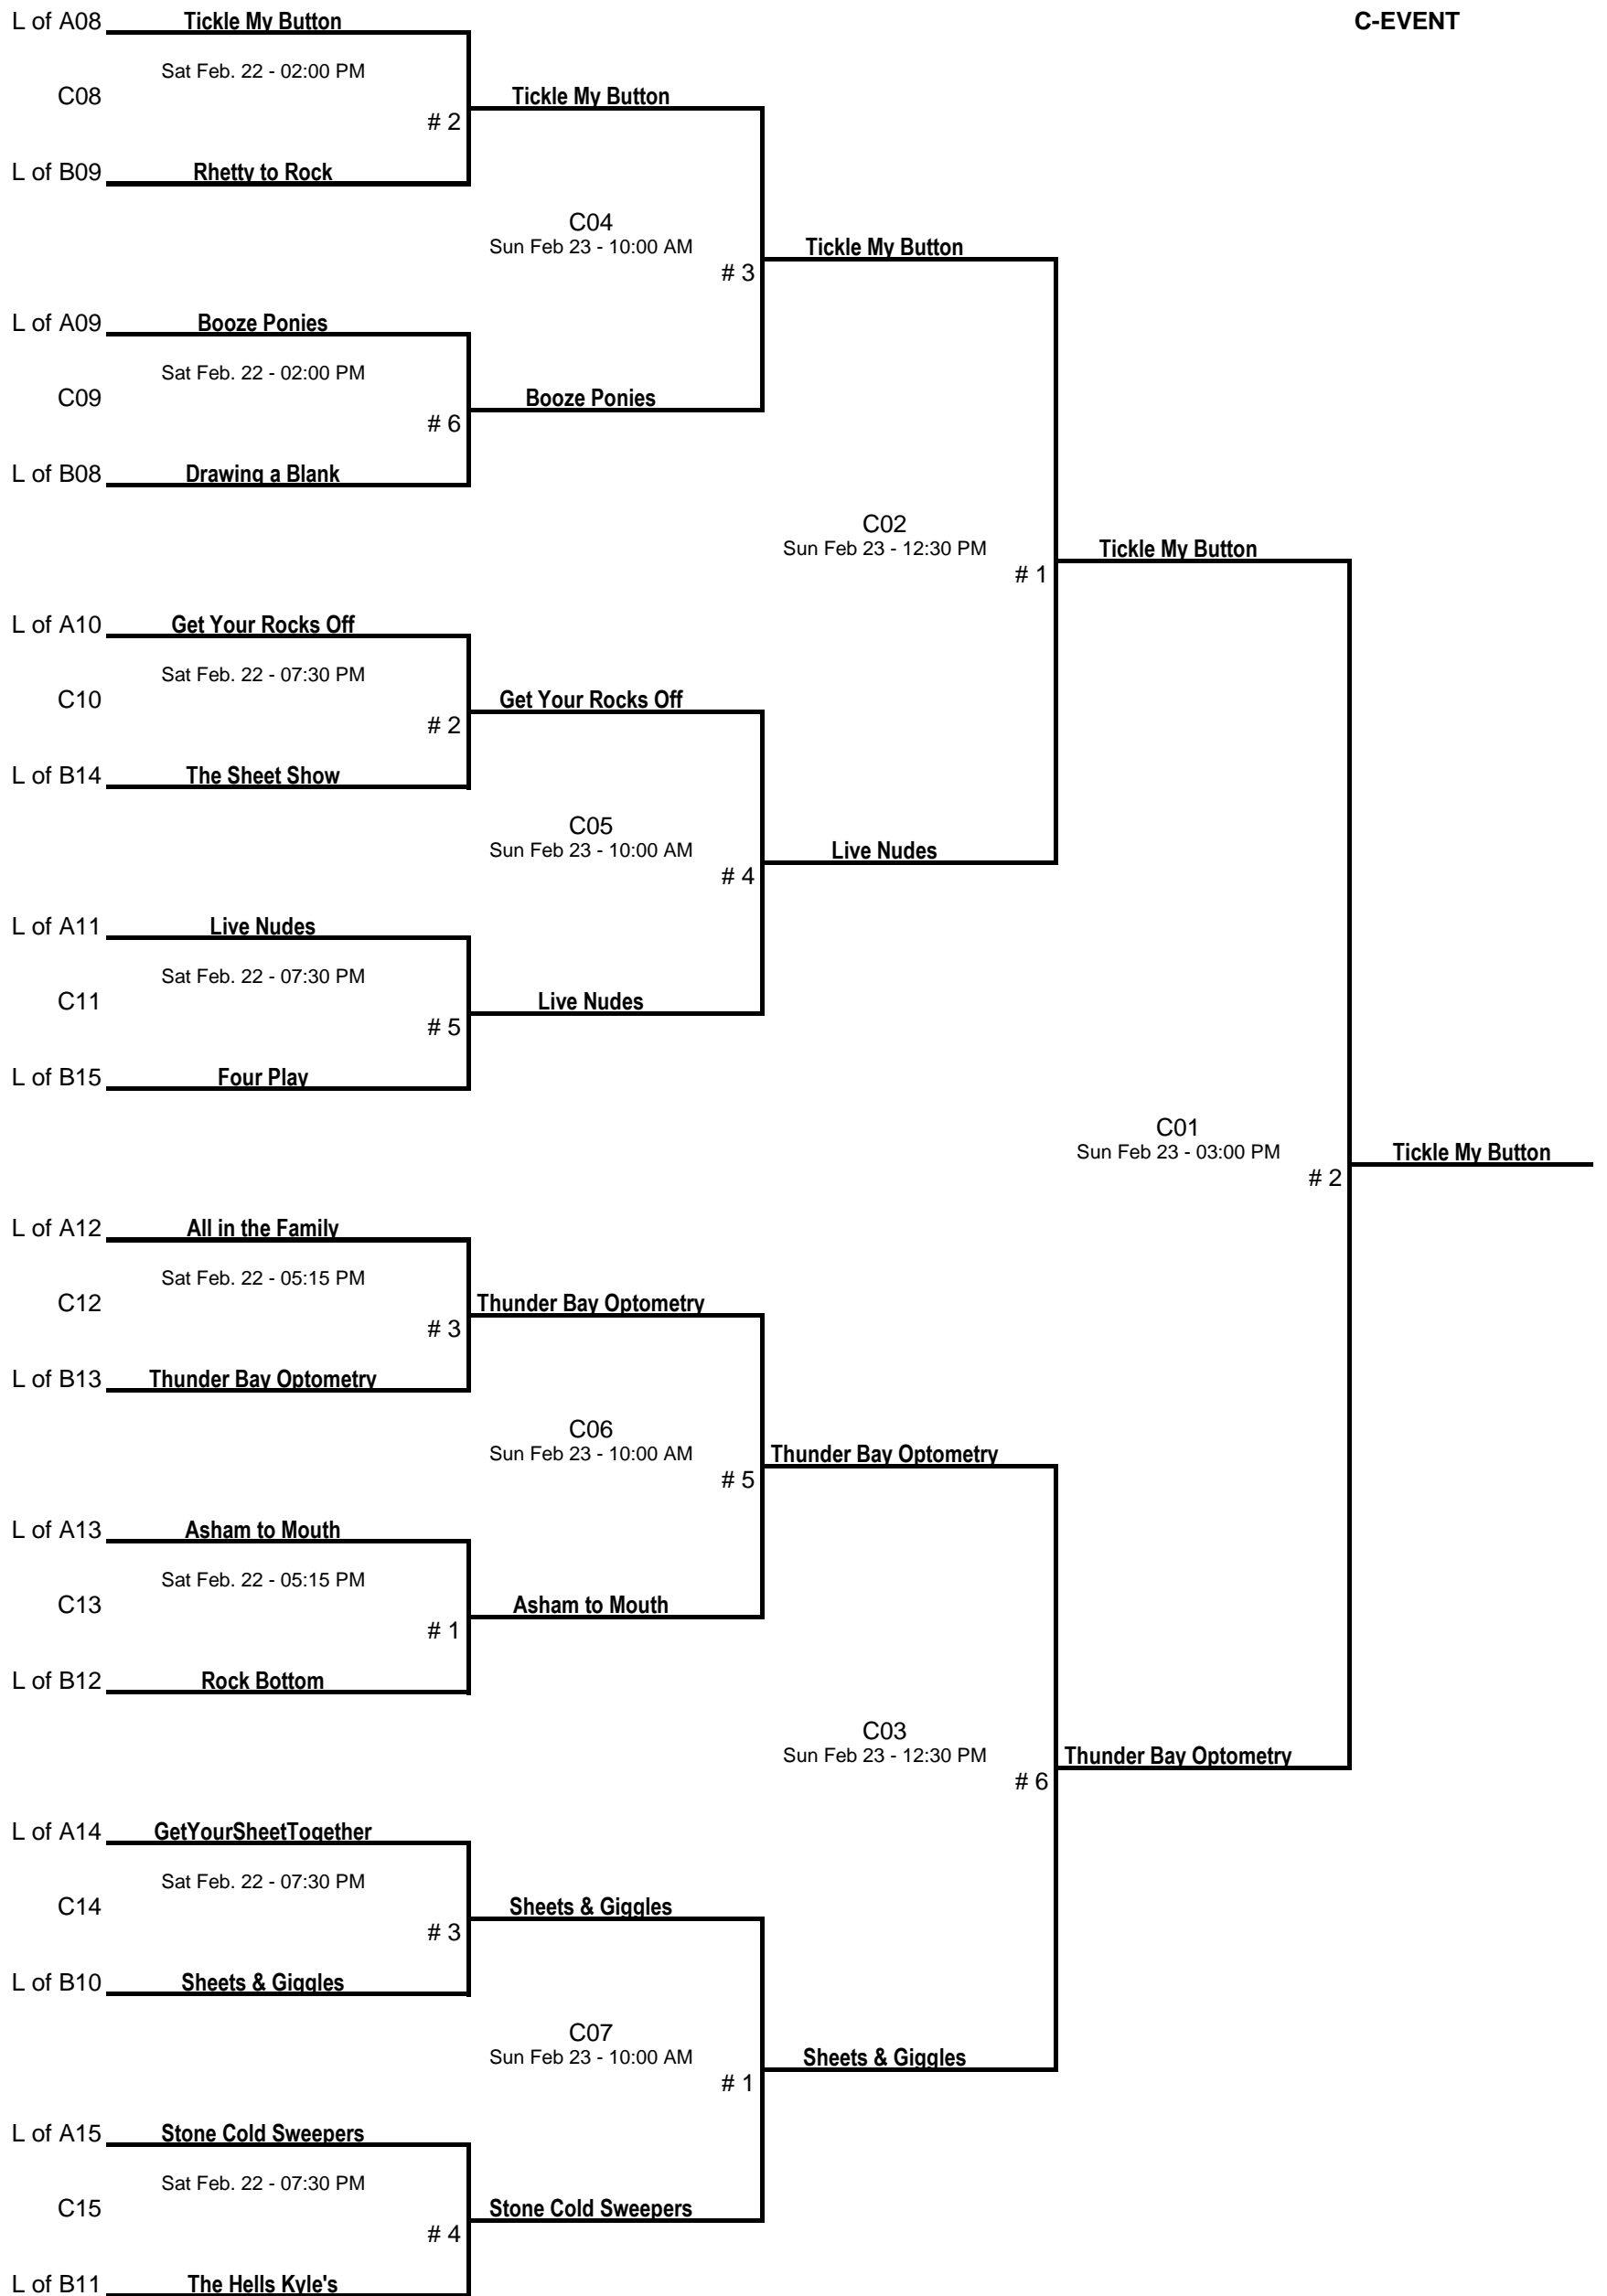 L of A08 Tickle My Button C-EVENT
Sat Feb. 22 - 02:00 PM
C08 Tickle My Button
# 2
L of B09 Rhetty to Rock
C04
Sun Feb 23 - 10:00 AM Tickle My Button
# 3
L of A09 Booze Ponies
Sat Feb. 22 - 02:00 PM
C09 Booze Ponies
# 6
L of B08 Drawing a Blank
C02
Sun Feb 23 - 12:30 PM Tickle My Button
# 1
L of A10 Get Your Rocks Off
Sat Feb. 22 - 07:30 PM
C10 Get Your Rocks Off
# 2
L of B14 The Sheet Show
C05
Sun Feb 23 - 10:00 AM Live Nudes
# 4
L of A11 Live Nudes
Sat Feb. 22 - 07:30 PM
C11 Live Nudes
# 5
L of B15 Four Play
C01
Sun Feb 23 - 03:00 PM Tickle My Button
# 2
L of A12 All in the Family
Sat Feb. 22 - 05:15 PM
C12 Thunder Bay Optometry
# 3
L of B13 Thunder Bay Optometry
C06
Sun Feb 23 - 10:00 AM Thunder Bay Optometry
# 5
L of A13 Asham to Mouth
Sat Feb. 22 - 05:15 PM
C13 Asham to Mouth
# 1
L of B12 Rock Bottom
C03
Sun Feb 23 - 12:30 PM Thunder Bay Optometry
# 6
L of A14 GetYourSheetTogether
Sat Feb. 22 - 07:30 PM
C14 Sheets & Giggles
# 3
L of B10 Sheets & Giggles
C07
Sun Feb 23 - 10:00 AM Sheets & Giggles
# 1
L of A15 Stone Cold Sweepers
Sat Feb. 22 - 07:30 PM
C15 Stone Cold Sweepers
# 4
L of B11 The Hells Kyle's